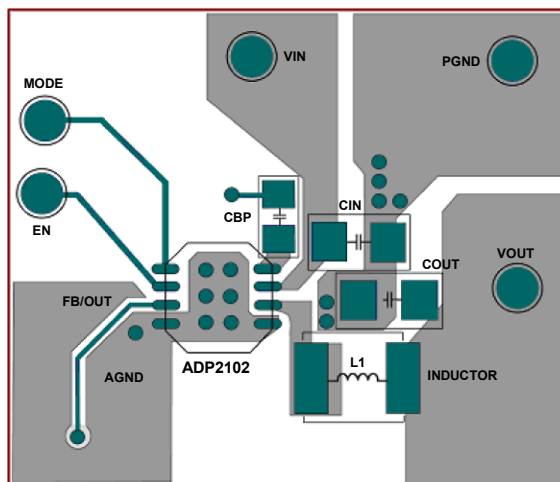 VIN
PGND
MODE
EN
CBP
CIN
COUT
VOUT
FB/OUT
AGND
ADP2102
L1
INDUCTOR